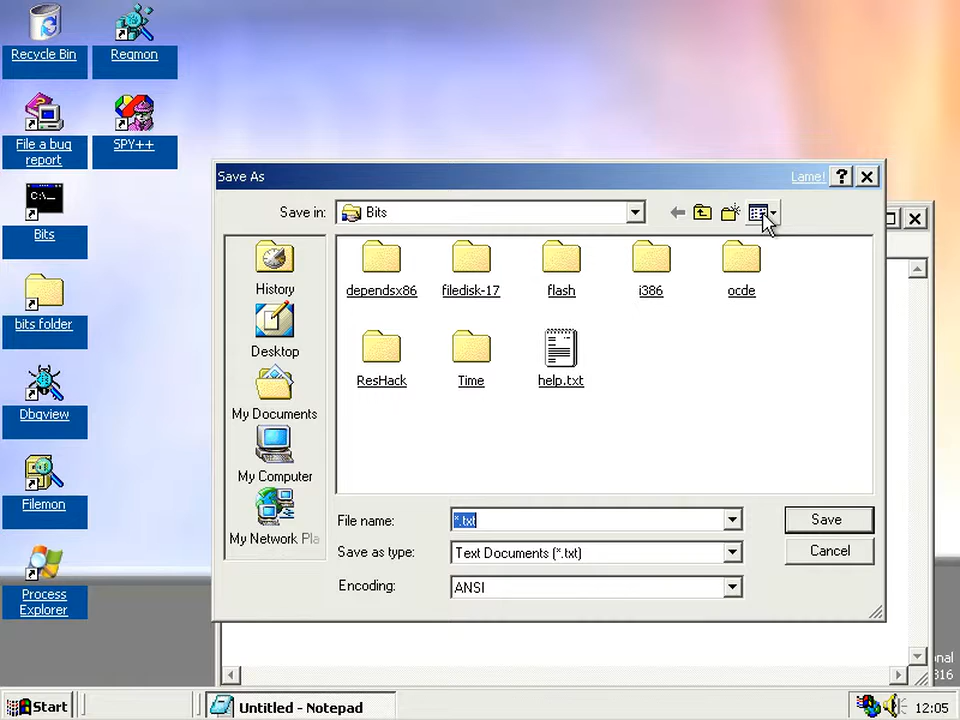 Recycle Bin
Regmon
File a bug
report
SPY++
Bits
bits folder
Dbgview
Filemon
Process
Explorer
Save As
Lame!
Save in:
Bits
History
Desktop
My Documents
My Computer
My Network Pla
dependsx86
filedisk-17
flash
i386
ocde
ResHack
Time
help.txt
File name:
*.txt
Save
Save as type:
Text Documents (*.txt)
Cancel
Encoding:
ANSI
onal
316
Start
Untitled - Notepad
12:05